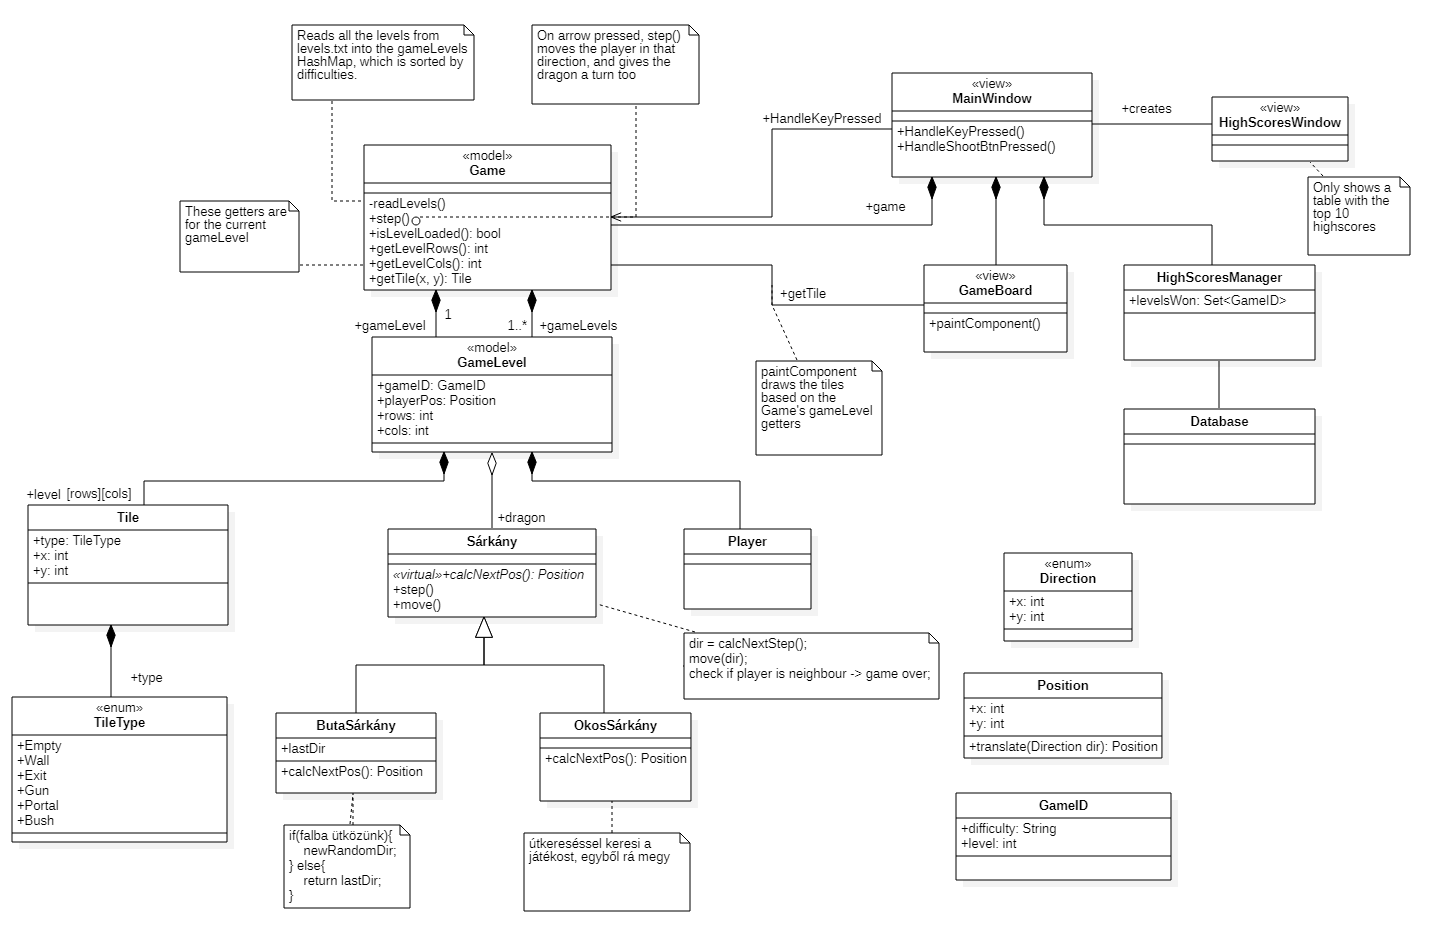 Reads all the levels from
levels.txt into the gameLevels
HashMap, which is sorted by
difficulties.
On arrow pressed, step()
moves the player in that
direction, and gives the
dragon a turn too
«view»
MainWindow
+HandleKeyPressed()
+HandleShootBtnPressed()
+creates
«view»
HighScoresWindow
Only shows a
table with the
top 10
highscores
+HandleKeyPressed
«model»
Game
-readLevels()
+step()
+isLevelLoaded(): bool
+getLevelRows(): int
+getLevelCols(): int
+getTile(x, y): Tile
These getters are
for the current
gameLevel
+game
+getTile
«view»
GameBoard
+paintComponent()
HighScoresManager
+levelsWon: Set<GameID>
Database
+gameLevel
1
1..*
+gameLevels
«model»
GameLevel
+gameID: GameID
+playerPos: Position
+rows: int
+cols: int
paintComponent
draws the tiles
based on the
Game's gameLevel
getters
+level [rows][cols]
Tile
+type: TileType
+x: int
+y: int
+dragon
Sárkány
«virtual»+calcNextPos(): Position
+step()
+move()
Player
dir = calcNextStep();
move(dir);
check if player is neighbour -> game over;
«enum»
Direction
+x: int
+y: int
Position
+x: int
+y: int
+translate(Direction dir): Position
+type
«enum»
TileType
+Empty
+Wall
+Exit
+Gun
+Portal
+Bush
ButaSárkány
+lastDir
+calcNextPos(): Position
OkosSárkány
+calcNextPos(): Position
if(falba ütközünk){
newRandomDir;
} else{
return lastDir;
}
útkereséssel keresi a
játékost, egyből rá megy
GameID
+difficulty: String
+level: int